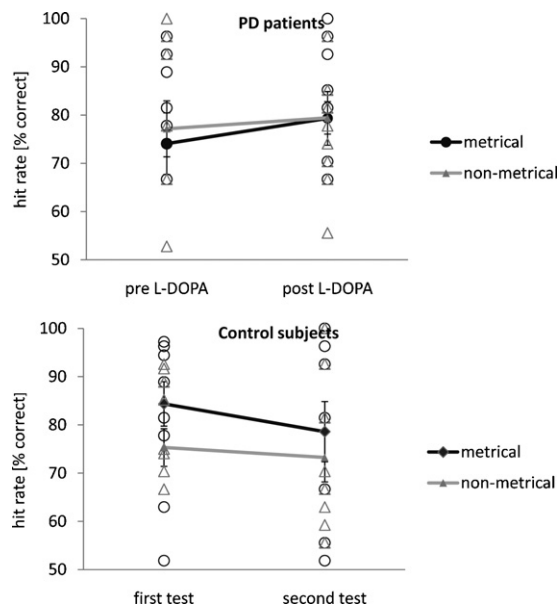 PD patients
100
90
80
70
60
50
hit rate [% correct]
pre L-DOPA
post L-DOPA
metrical
non-metrical
Control subjects
100
90
80
70
60
50
hit rate [% correct]
first test
second test
metrical
non-metrical